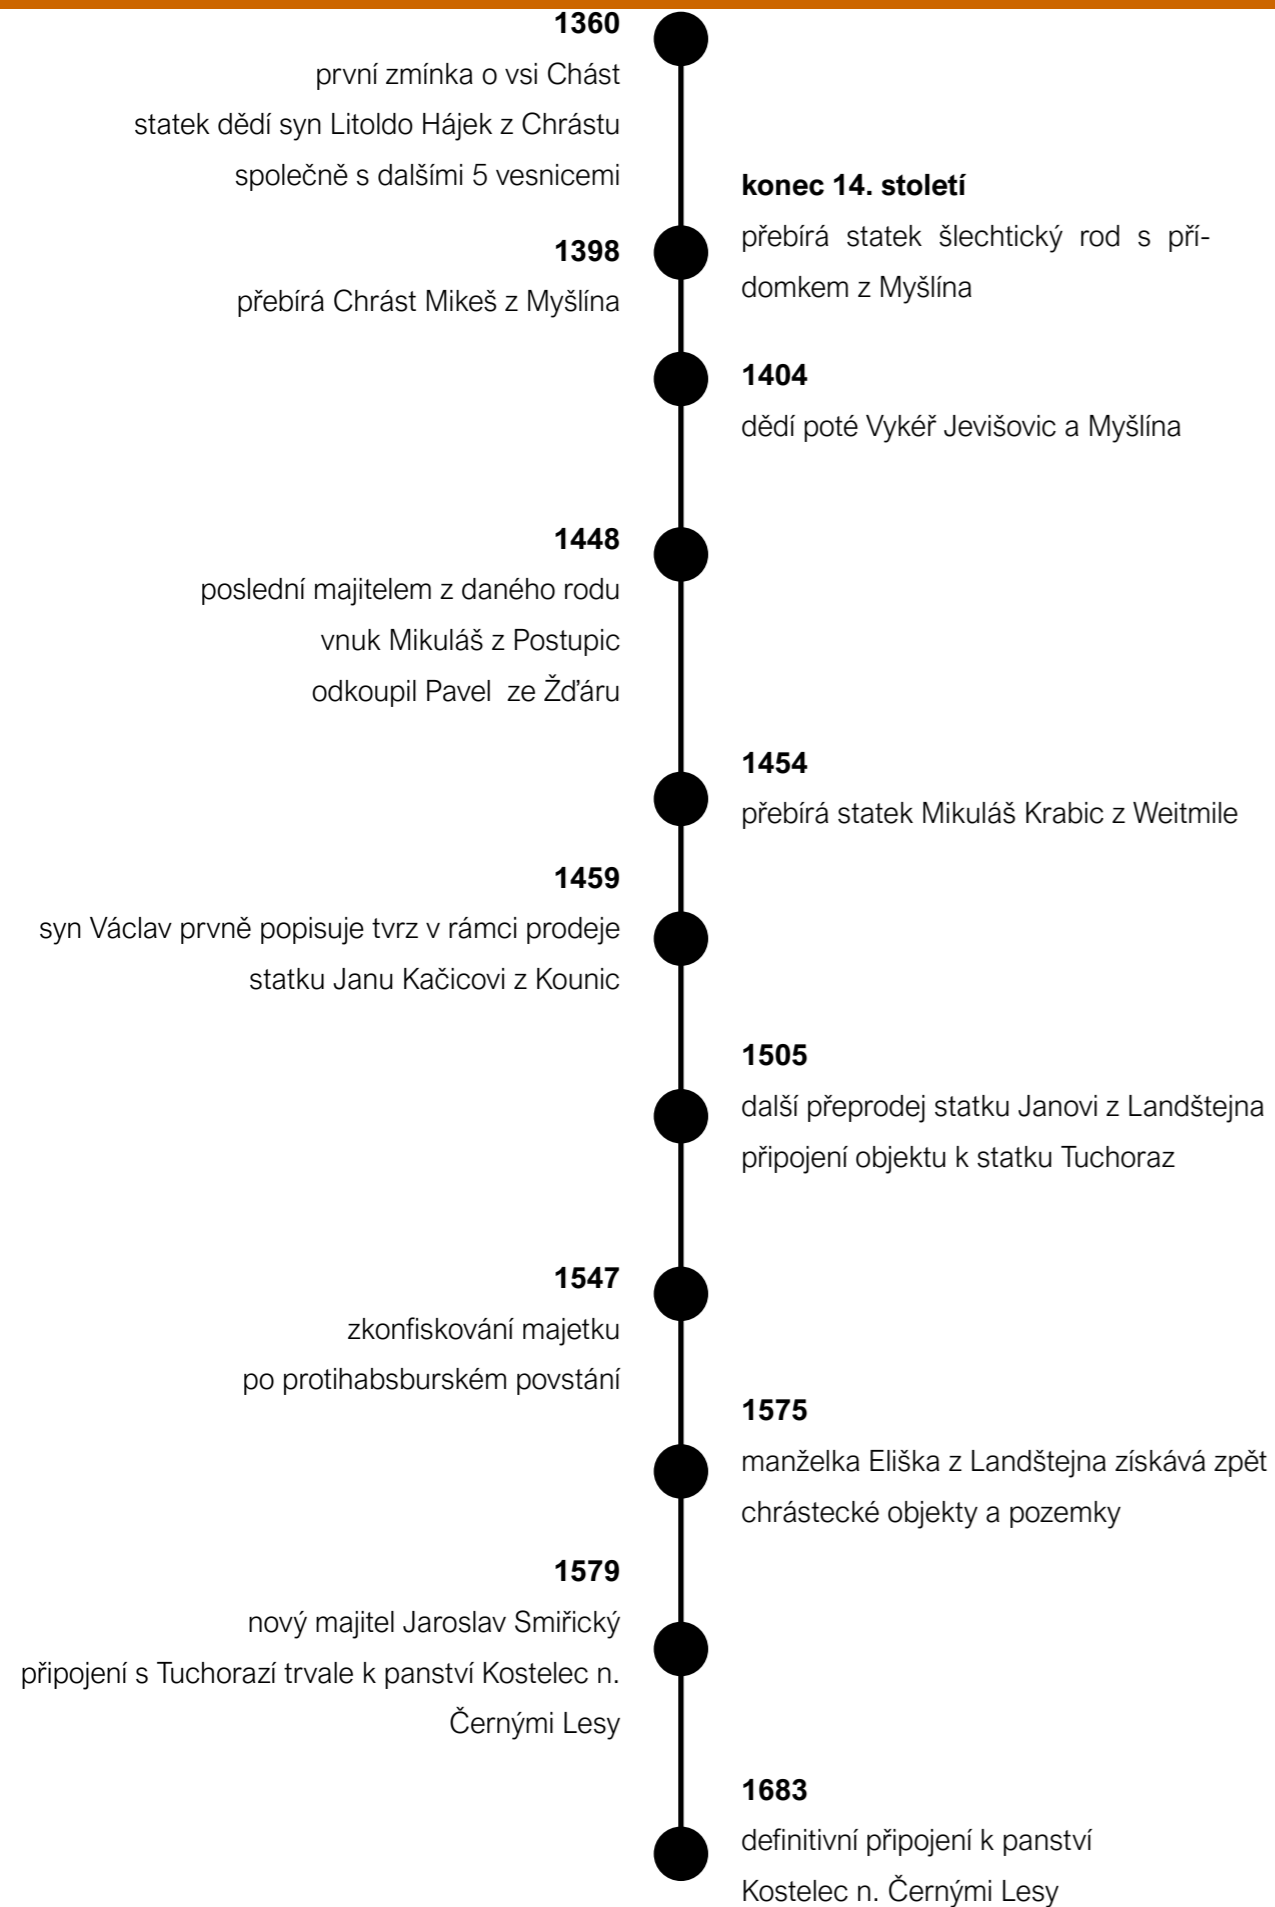 1360
první zmínka o vsi Chást
statek dědí syn Litoldo Hájek z Chrástu
společně s dalšími 5 vesnicemi
konec 14. století
přebírá statek šlechtický rod s pří-
domkem z Myšlína
1398
přebírá Chrást Mikeš z Myšlína
1404
dědí poté Vykéř Jevišovic a Myšlína
1448
poslední majitelem z daného rodu
vnuk Mikuláš z Postupic
odkoupil Pavel ze Žďáru
1454
přebírá statek Mikuláš Krabic z Weitmile
1459
syn Václav prvně popisuje tvrz v rámci prodeje
statku Janu Kačicovi z Kounic
1505
další přeprodej statku Janovi z Landštejna
připojení objektu k statku Tuchoraz
1547
zkonfiskování majetku
po protihabsburském povstání
1575
manželka Eliška z Landštejna získává zpět
chrástecké objekty a pozemky
1579
nový majitel Jaroslav Smiřický
připojení s Tuchorazí trvale k panství Kostelec n.
Černými Lesy
1683
definitivní připojení k panství
Kostelec n. Černými Lesy